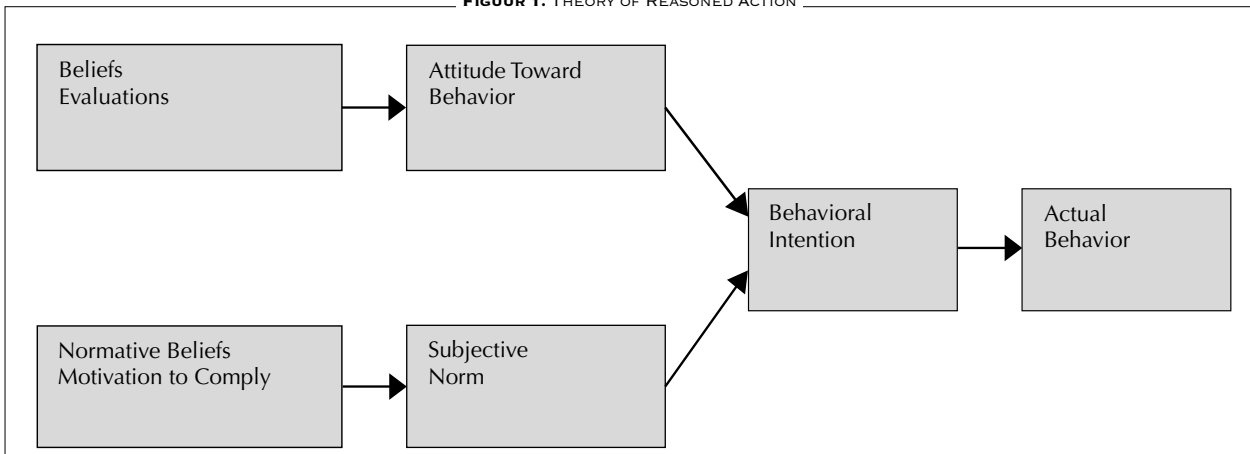 FIGUUR 1. THEORY OF REASONED ACTION
Beliefs
Evaluations
Attitude Toward
Behavior
Behavioral
Intention
Actual
Behavior
Normative Beliefs
Motivation to Comply
Subjective
Norm